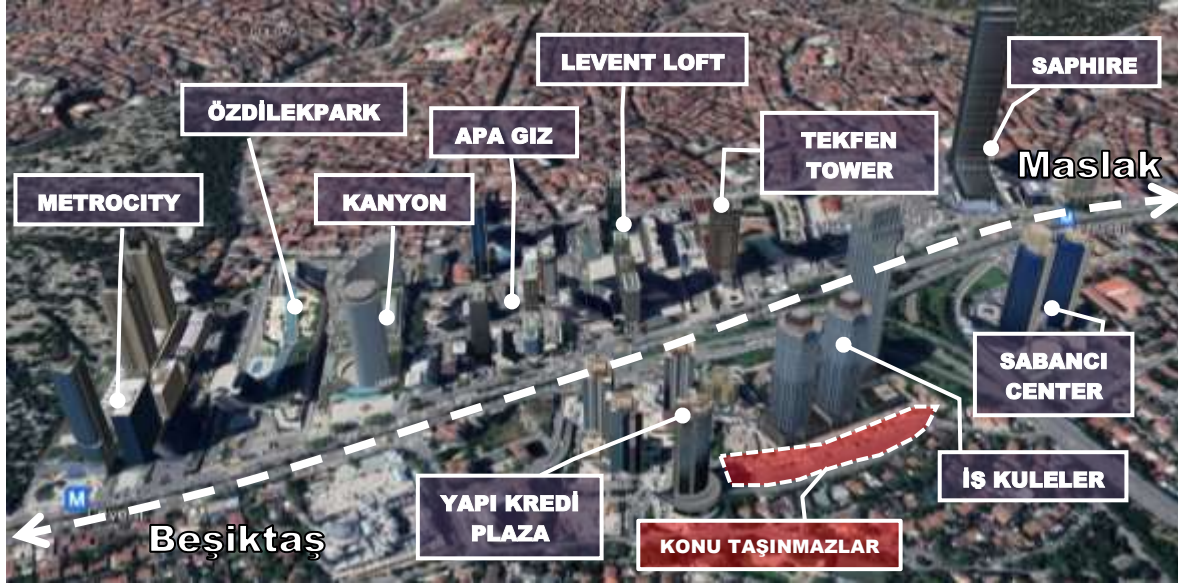 LEVENT LOFT
SAPHIRE
ÖZDİLEKPARK
APA GIZ
TEKFEN
TOWER
Maslak
METROCITY
KANYON
SABANCI
CENTER
İŞ KULELER
YAPI KREDİ
PLAZA
M
Beşiktaş
KONU TAŞINMAZLAR